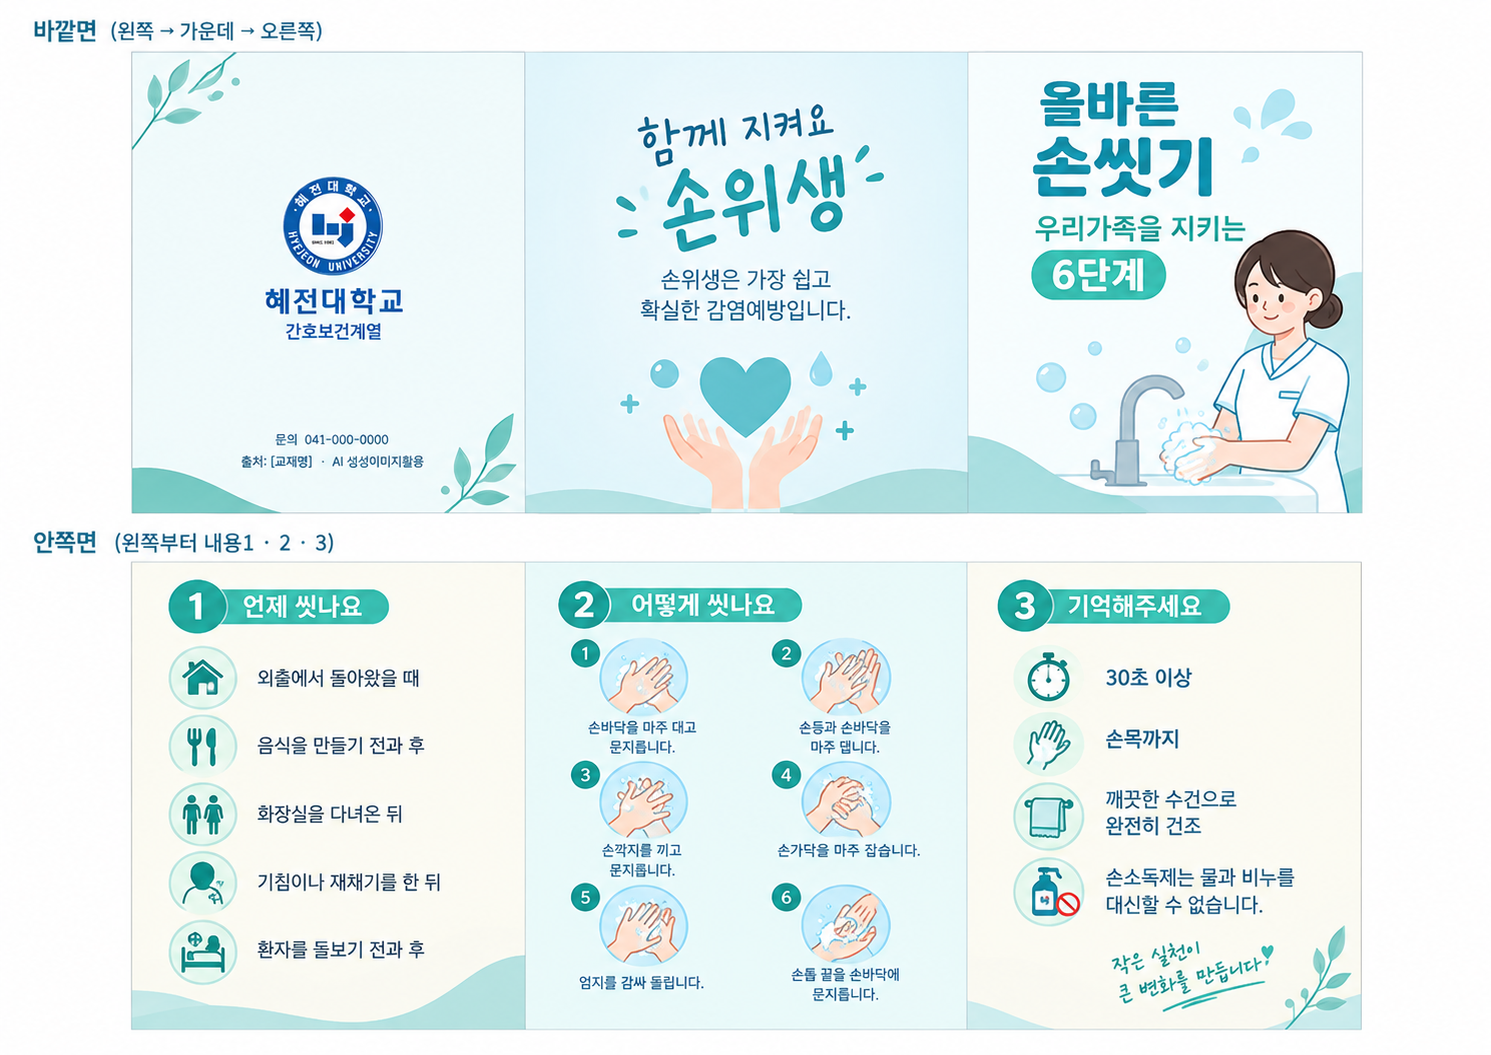 바깥면 (왼쪽 → 가운데 → 오른쪽)
혜전대학교
HYEJEON UNIVERSITY
혜전대학교
간호보건계열
문의 041-000-0000
출처: [교재명] · AI 생성이미지활용
함께 지켜요
손위생
손위생은 가장 쉽고
확실한 감염예방입니다.
올바른
손씻기
우리가족을 지키는
6단계
안쪽면 (왼쪽부터 내용1 · 2 · 3)
1 언제 씻나요
외출에서 돌아왔을 때
음식을 만들기 전과 후
화장실을 다녀온 뒤
기침이나 재채기를 한 뒤
환자를 돌보기 전과 후
2 어떻게 씻나요
1
손바닥을 마주 대고
문지릅니다.
2
손등과 손바닥을
마주 댑니다.
3
손깍지를 끼고
문지릅니다.
4
손가닥을 마주 잡습니다.
5
엄지를 감싸 돌립니다.
6
손톱 끝을 손바닥에
문지릅니다.
3 기억해주세요
30초 이상
손목까지
깨끗한 수건으로
완전히 건조
손소독제는 물과 비누를
대신할 수 없습니다.
작은 실천이
큰 변화를 만듭니다